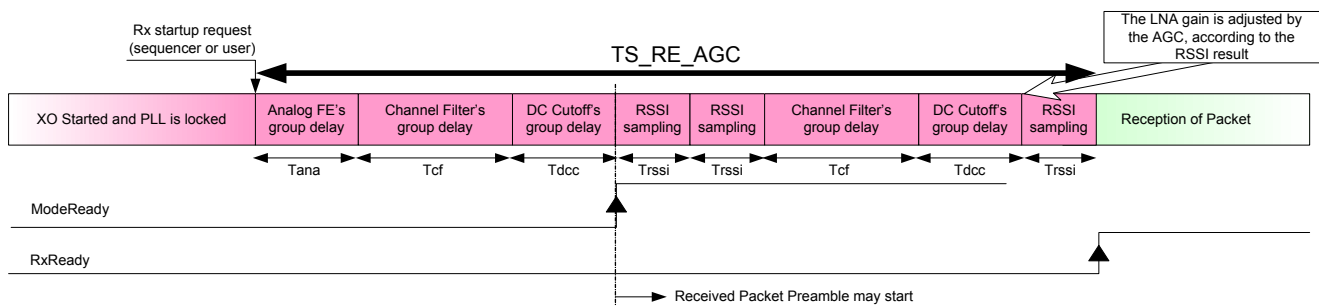 Rx startup request
(sequencer or user)
TS_RE_AGC
The LNA gain is adjusted by
the AGC, according to the
RSSI result
XO Started and PLL is locked
Analog FE's
group delay
Channel Filter's
group delay
DC Cutoff's
group delay
RSSI
sampling
RSSI
sampling
Channel Filter's
group delay
DC Cutoff's
group delay
RSSI
sampling
Reception of Packet
Tana
Tcf
Tdcc
Trssi
Trssi
Tcf
Tdcc
Trssi
ModeReady
RxReady
Received Packet Preamble may start